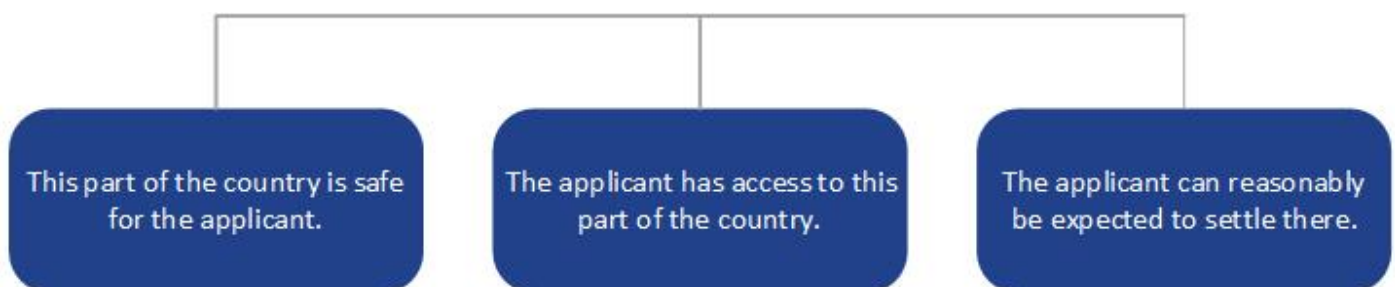 This part of the country is safe
for the applicant.
The applicant has access to this
part of the country.
The applicant can reasonably
be expected to settle there.